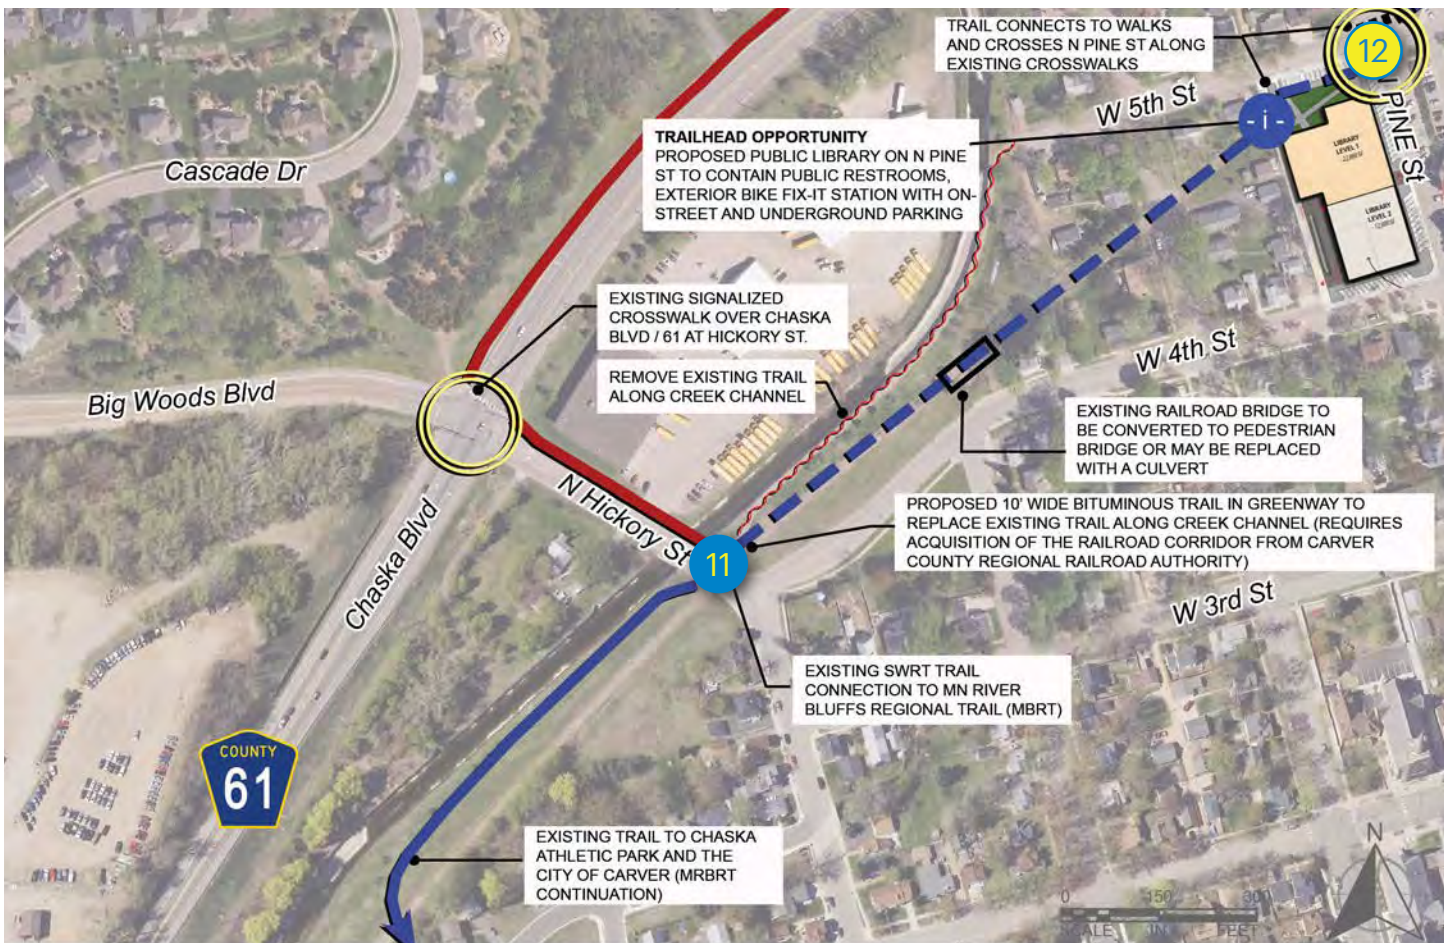 TRAIL CONNECTS TO WALKS
AND CROSSES N PINE ST ALONG
EXISTING CROSSWALKS
12
N PINE St
W 5th St
- i -
TRAILHEAD OPPORTUNITY
PROPOSED PUBLIC LIBRARY ON N PINE
ST TO CONTAIN PUBLIC RESTROOMS,
EXTERIOR BIKE FIX-IT STATION WITH ON-
STREET AND UNDERGROUND PARKING
LIBRARY
LEVEL 1
LIBRARY
LEVEL 2
Cascade Dr
EXISTING SIGNALIZED
CROSSWALK OVER CHASKA
BLVD / 61 AT HICKORY ST.
W 4th St
REMOVE EXISTING TRAIL
ALONG CREEK CHANNEL
Big Woods Blvd
EXISTING RAILROAD BRIDGE TO
BE CONVERTED TO PEDESTRIAN
BRIDGE OR MAY BE REPLACED
WITH A CULVERT
N Hickory St
Chaska Blvd
PROPOSED 10' WIDE BITUMINOUS TRAIL IN GREENWAY TO
REPLACE EXISTING TRAIL ALONG CREEK CHANNEL (REQUIRES
ACQUISITION OF THE RAILROAD CORRIDOR FROM CARVER
COUNTY REGIONAL RAILROAD AUTHORITY)
11
W 3rd St
EXISTING SWRT TRAIL
CONNECTION TO MN RIVER
BLUFFS REGIONAL TRAIL (MBRT)
COUNTY
61
EXISTING TRAIL TO CHASKA
ATHLETIC PARK AND THE
CITY OF CARVER (MRBRT
CONTINUATION)
N
0 150 300
SCALE IN FEET